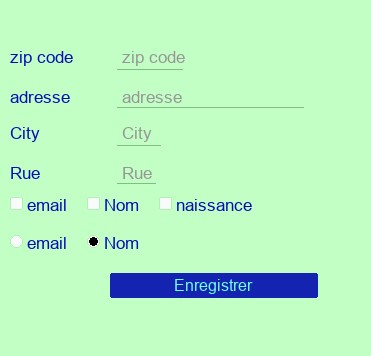 zip code zip code
adresse adresse
City City
Rue Rue
email Nom naissance
email Nom
Enregistrer